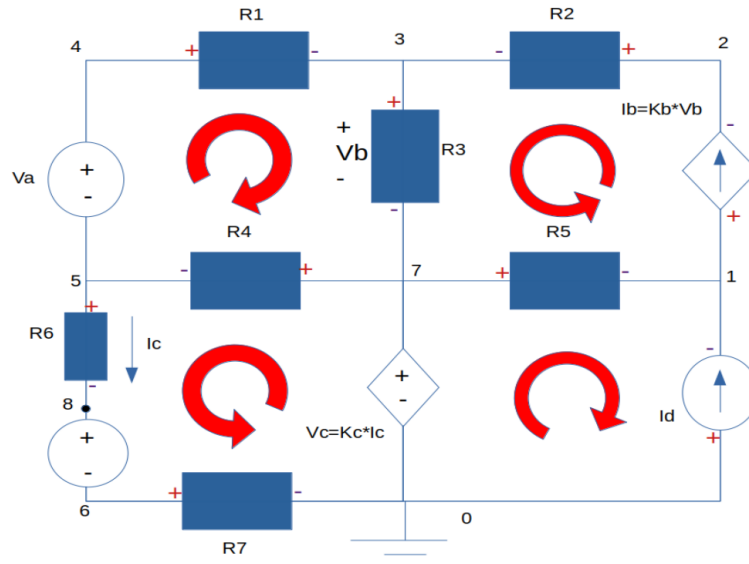 R1
R2
4
3
2
+
-
-
+
+
Ib=Kb*Vb
-
+
Vb
-
R3
Va
+
-
-
+
R4
R5
5
-
+
7
+
-
1
+
R6
Ic
-
+
-
-
8
+
-
Vc=Kc*Ic
Id
+
6
+
-
0
R7